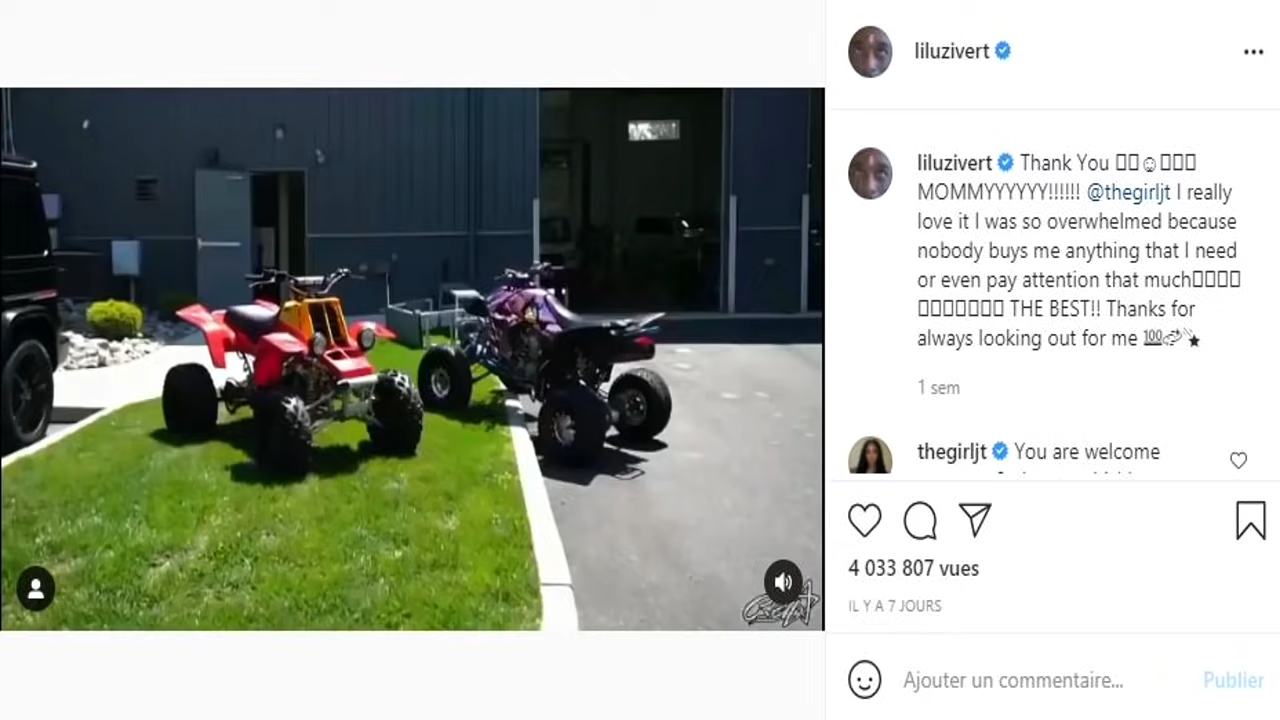 liluzivert
liluzivert Thank You ☺
MOMMYYYYYY!!!!!! @thegirljt I really
love it I was so overwhelmed because
nobody buys me anything that I need
or even pay attention that much
THE BEST!! Thanks for
always looking out for me 💯
1 sem
thegirljt You are welcome
4 033 807 vues
IL Y A 7 JOURS
Ajouter un commentaire...
Publier